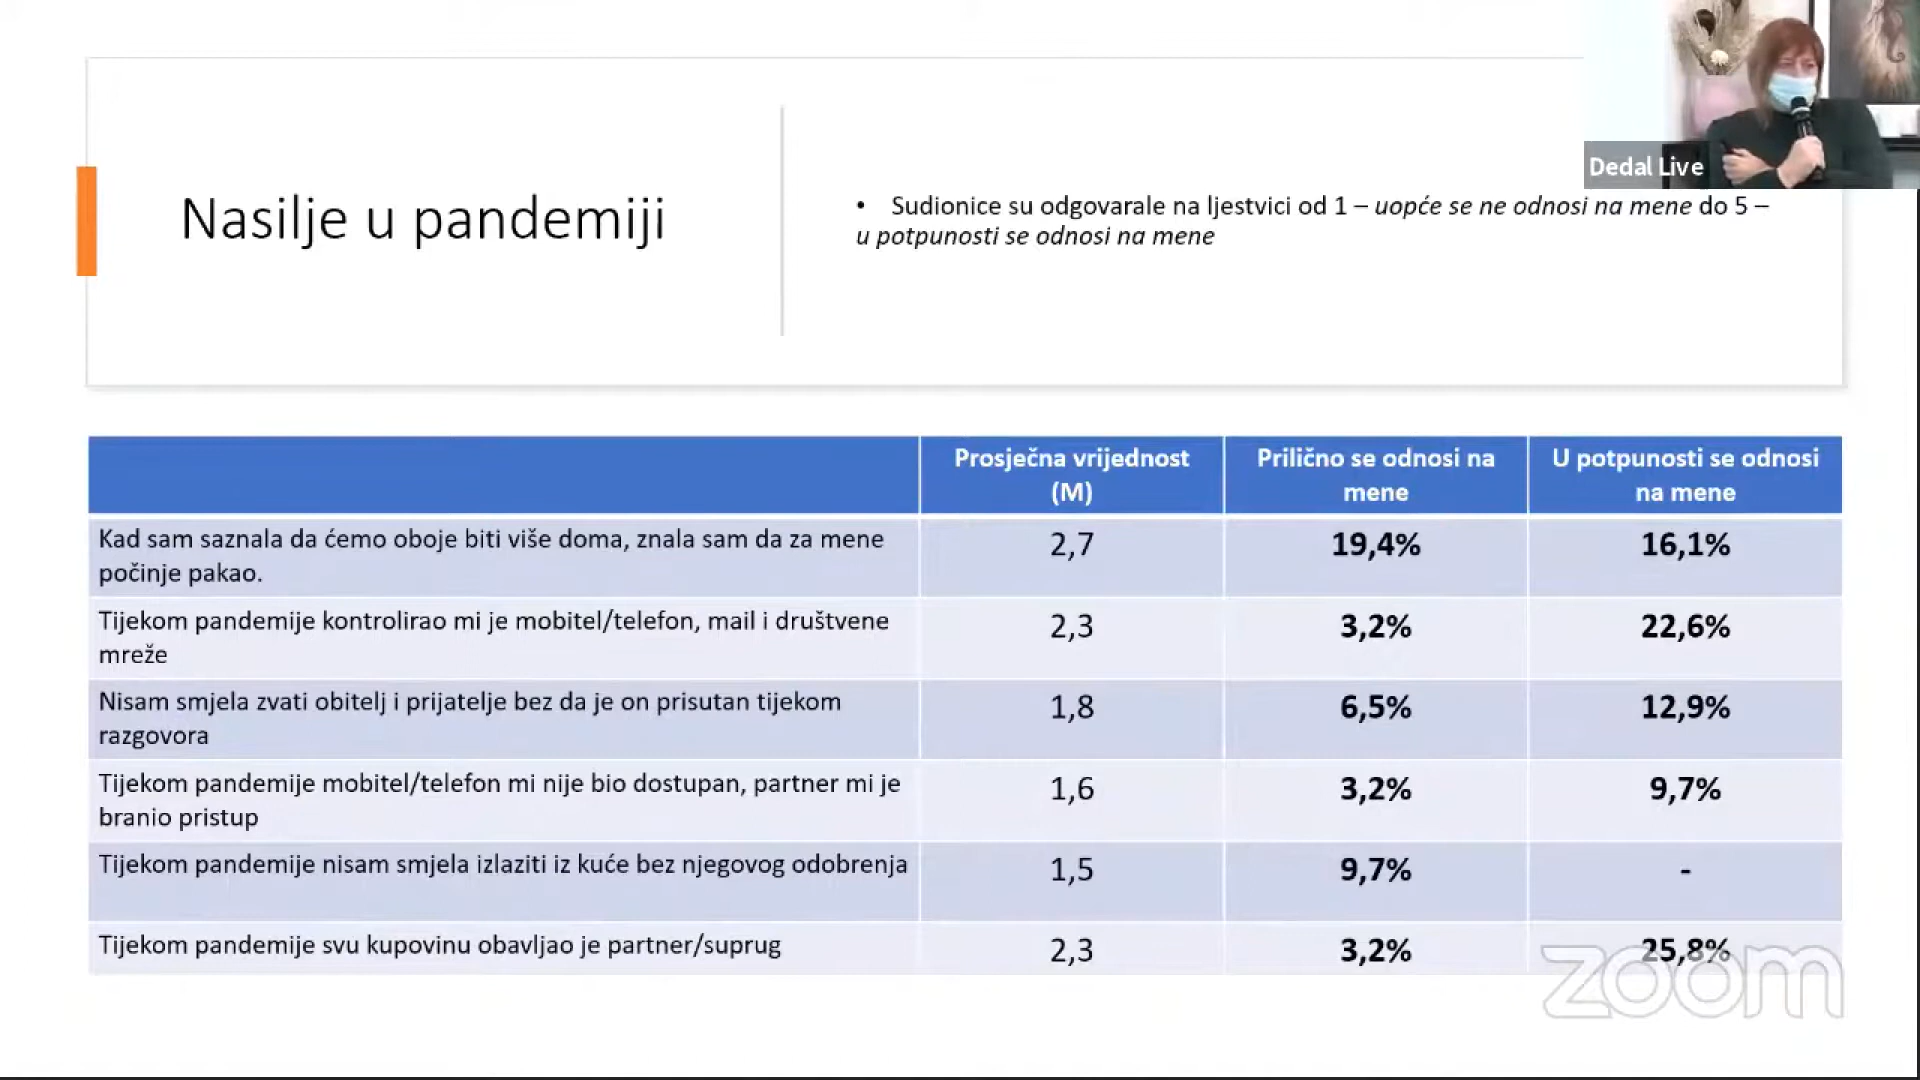 Dedal Live
Nasilje u pandemiji
• Sudionice su odgovarale na ljestvici od 1 – uopće se ne odnosi na mene do 5 –
u potpunosti se odnosi na mene
Prosječna vrijednost
(M)
Prilično se odnosi na
mene
U potpunosti se odnosi
na mene
Kad sam saznala da ćemo oboje biti više doma, znala sam da za mene
počinje pakao.
2,7
19,4%
16,1%
Tijekom pandemije kontrolirao mi je mobitel/telefon, mail i društvene
mreže
2,3
3,2%
22,6%
Nisam smjela zvati obitelj i prijatelje bez da je on prisutan tijekom
razgovora
1,8
6,5%
12,9%
Tijekom pandemije mobitel/telefon mi nije bio dostupan, partner mi je
branio pristup
1,6
3,2%
9,7%
Tijekom pandemije nisam smjela izlaziti iz kuće bez njegovog odobrenja
1,5
9,7%
-
Tijekom pandemije svu kupovinu obavljao je partner/suprug
2,3
3,2%
25,8%
zoom